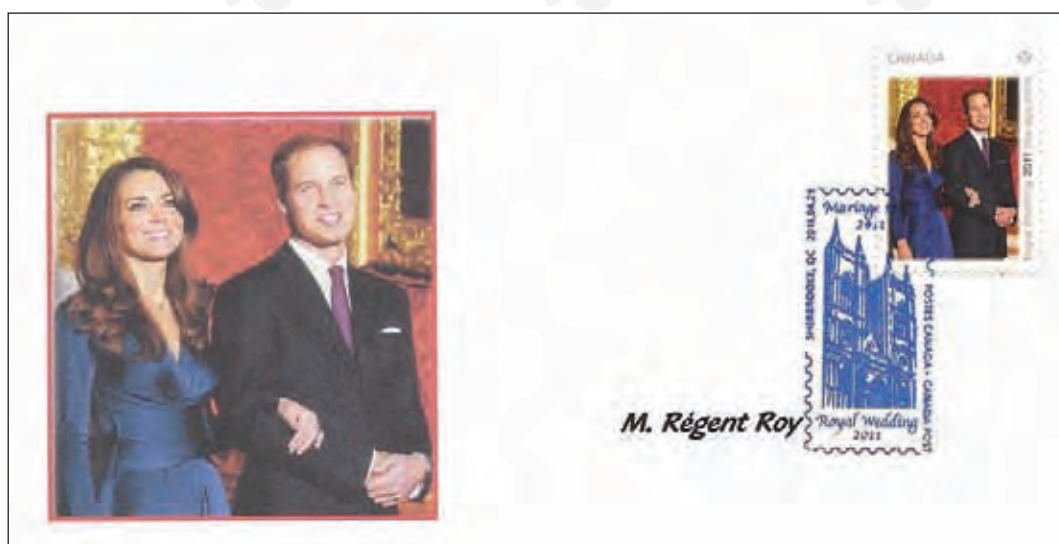 CANADA
2011
Mariage
2011
SHERBROOKE, QC 2011.04.29
POSTES CANADA • CANADA POST
M. Régent Roy
Royal Wedding
2011